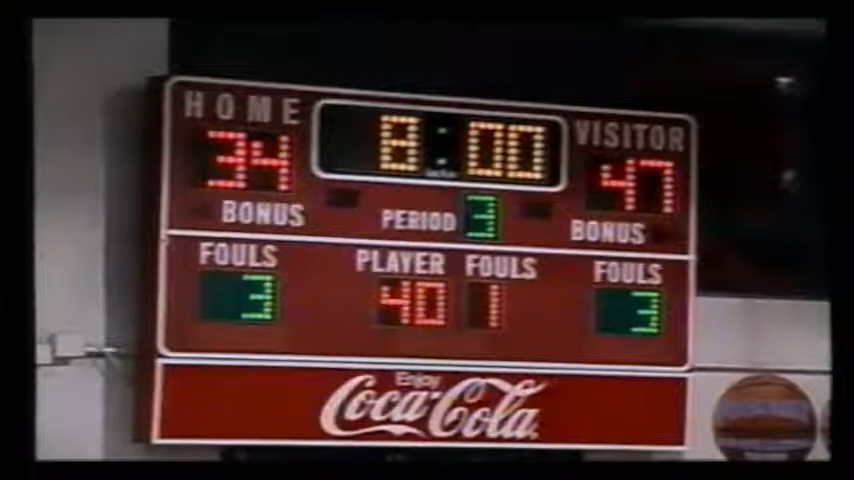 HOME 8:00 VISITOR
34 47
BONUS PERIOD 3 BONUS
FOULS PLAYER FOULS FOULS
3 40 1 3
Enjoy
Coca-Cola